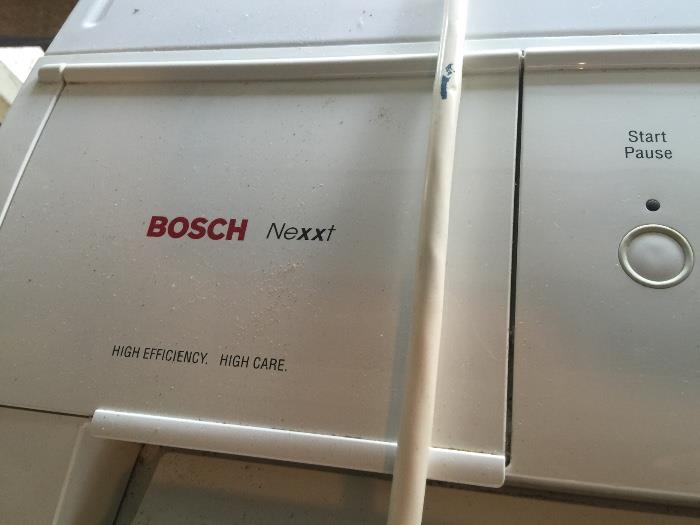 BOSCH Nexxt
HIGH EFFICIENCY. HIGH CARE.
Start
Pause